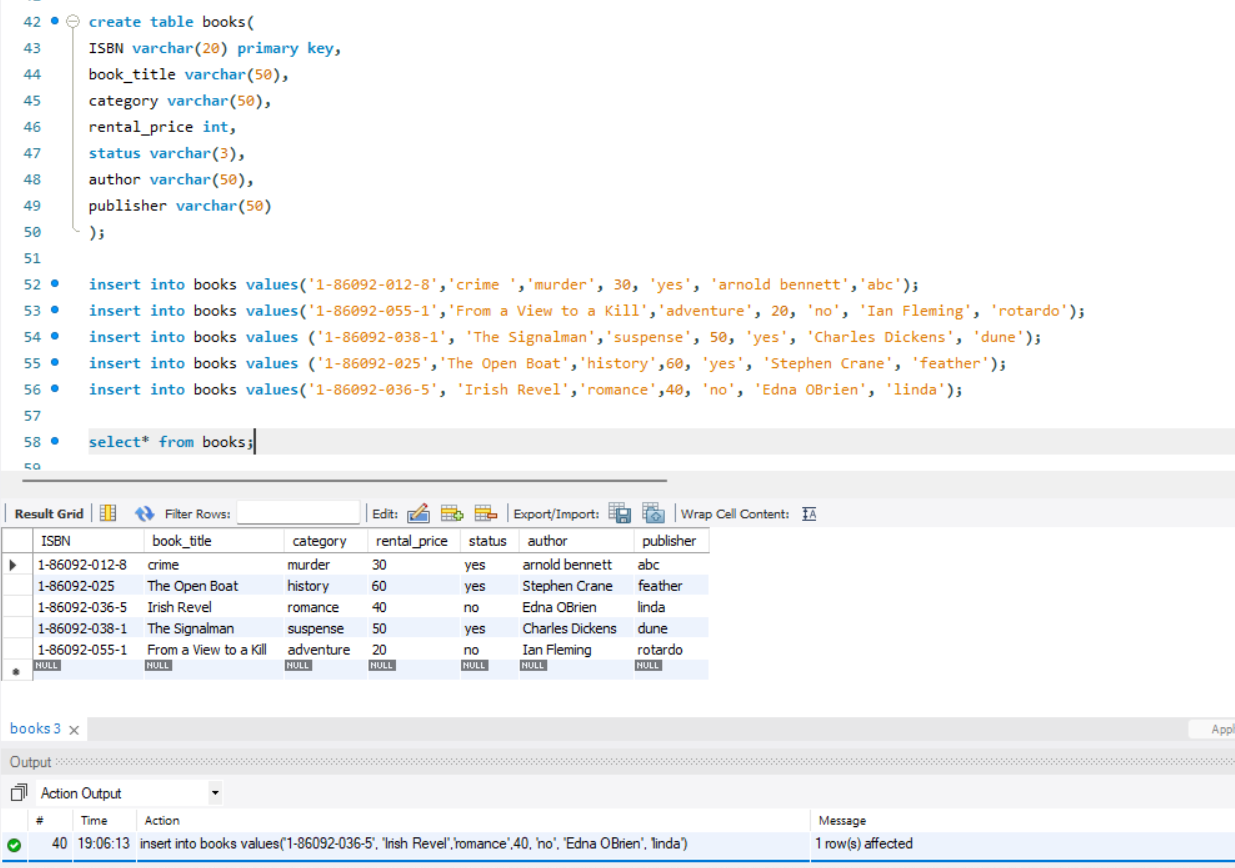 42 create table books(
43 ISBN varchar(20) primary key,
44 book_title varchar(50),
45 category varchar(50),
46 rental_price int,
47 status varchar(3),
48 author varchar(50),
49 publisher varchar(50)
50 );
51
52 insert into books values('1-86092-012-8','crime ','murder', 30, 'yes', 'arnold bennett','abc');
53 insert into books values('1-86092-055-1','From a View to a Kill','adventure', 20, 'no', 'Ian Fleming', 'rotardo');
54 insert into books values ('1-86092-038-1', 'The Signalman','suspense', 50, 'yes', 'Charles Dickens', 'dune');
55 insert into books values ('1-86092-025','The Open Boat','history',60, 'yes', 'Stephen Crane', 'feather');
56 insert into books values('1-86092-036-5', 'Irish Revel','romance',40, 'no', 'Edna OBrien', 'linda');
57
58 select* from books;
59
Result Grid Filter Rows: Edit: Export/Import: Wrap Cell Content:
ISBN book_title category rental_price status author publisher
1-86092-012-8 crime murder 30 yes arnold bennett abc
1-86092-025 The Open Boat history 60 yes Stephen Crane feather
1-86092-036-5 Irish Revel romance 40 no Edna OBrien linda
1-86092-038-1 The Signalman suspense 50 yes Charles Dickens dune
1-86092-055-1 From a View to a Kill adventure 20 no Ian Fleming rotardo
NULL NULL NULL NULL NULL NULL NULL
books 3 Appl
Output
Action Output
# Time Action Message
40 19:06:13 insert into books values('1-86092-036-5', 'Irish Revel','romance',40, 'no', 'Edna OBrien', 'linda') 1 row(s) affected